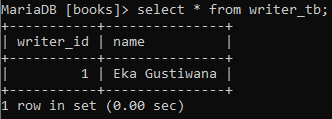 MariaDB [books]> select * from writer_tb;
+-----------+---------------+
| writer_id | name          |
+-----------+---------------+
|         1 | Eka Gustiwana |
+-----------+---------------+
1 row in set (0.00 sec)